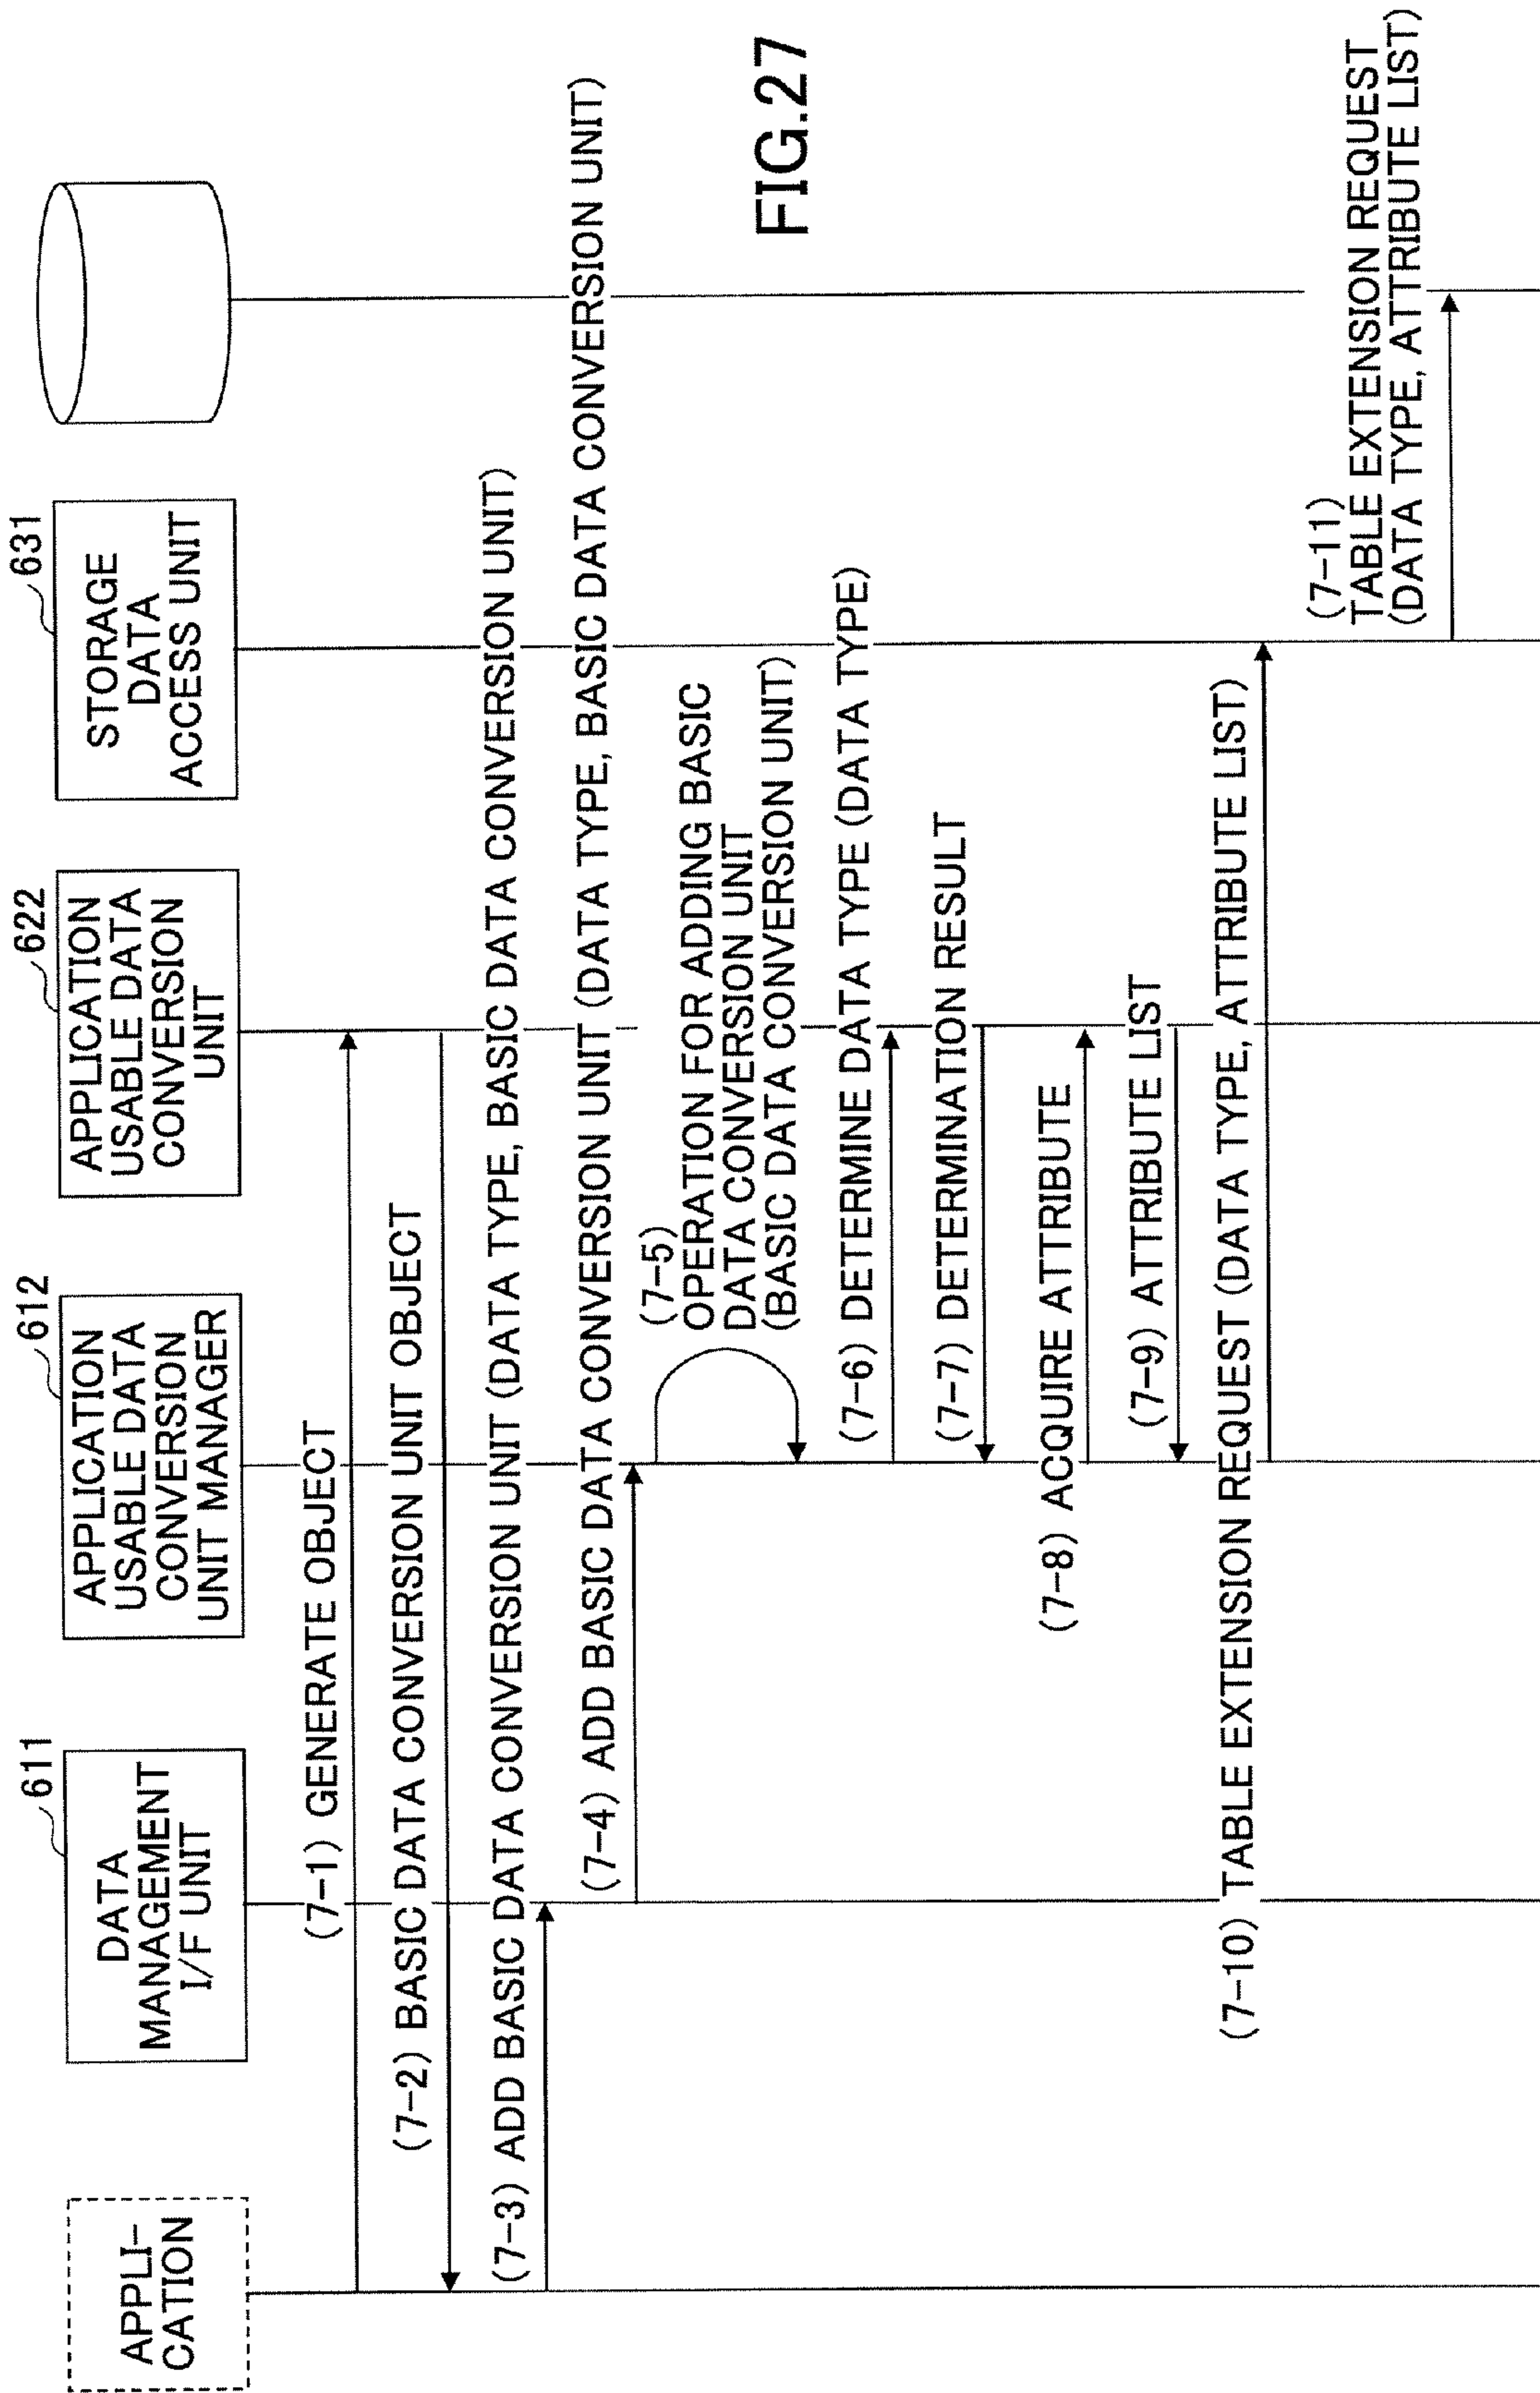 APPLI-
CATION
611
DATA
MANAGEMENT
I/F UNIT
612
APPLICATION
USABLE DATA
CONVERSION
UNIT MANAGER
622
APPLICATION
USABLE DATA
CONVERSION
UNIT
631
STORAGE
DATA
ACCESS UNIT
(7-1) GENERATE OBJECT
(7-2) BASIC DATA CONVERSION UNIT OBJECT
(7-3) ADD BASIC DATA CONVERSION UNIT (DATA TYPE, BASIC DATA CONVERSION UNIT)
(7-4) ADD BASIC DATA CONVERSION UNIT (DATA TYPE, BASIC DATA CONVERSION UNIT)
(7-5)
OPERATION FOR ADDING BASIC
DATA CONVERSION UNIT
(BASIC DATA CONVERSION UNIT)
(7-6) DETERMINE DATA TYPE (DATA TYPE)
(7-7) DETERMINATION RESULT
(7-8) ACQUIRE ATTRIBUTE
(7-9) ATTRIBUTE LIST
(7-10) TABLE EXTENSION REQUEST (DATA TYPE, ATTRIBUTE LIST)
(7-11)
TABLE EXTENSION REQUEST
(DATA TYPE, ATTRIBUTE LIST)
FIG.27